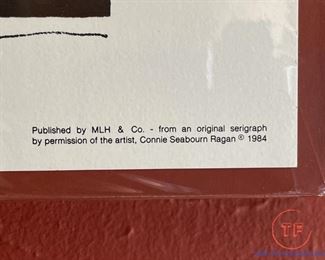 Published by MLH & Co. - from an original serigraph
by permission of the artist, Connie Seabourn Ragan © 1984
TF